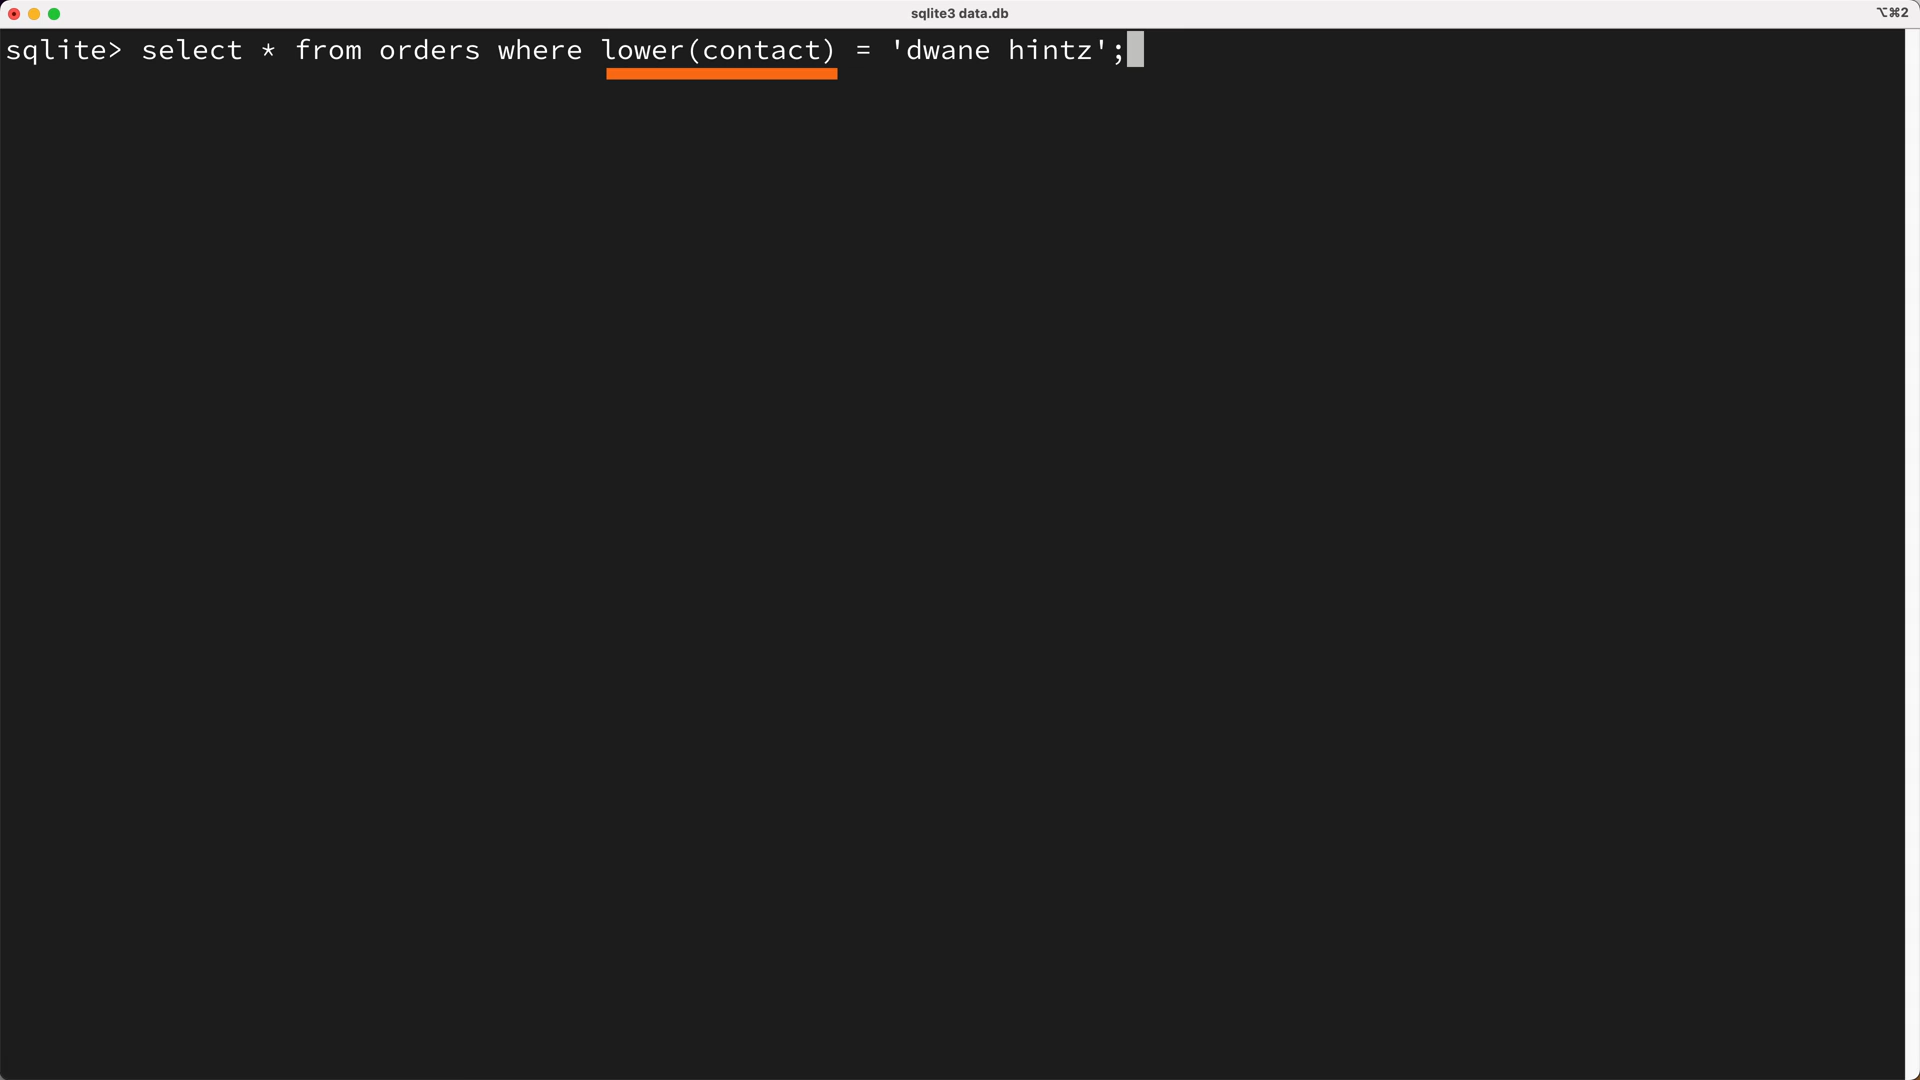 sqlite3 data.db
⌥⌘2
sqlite> select * from orders where lower(contact) = 'dwane hintz';